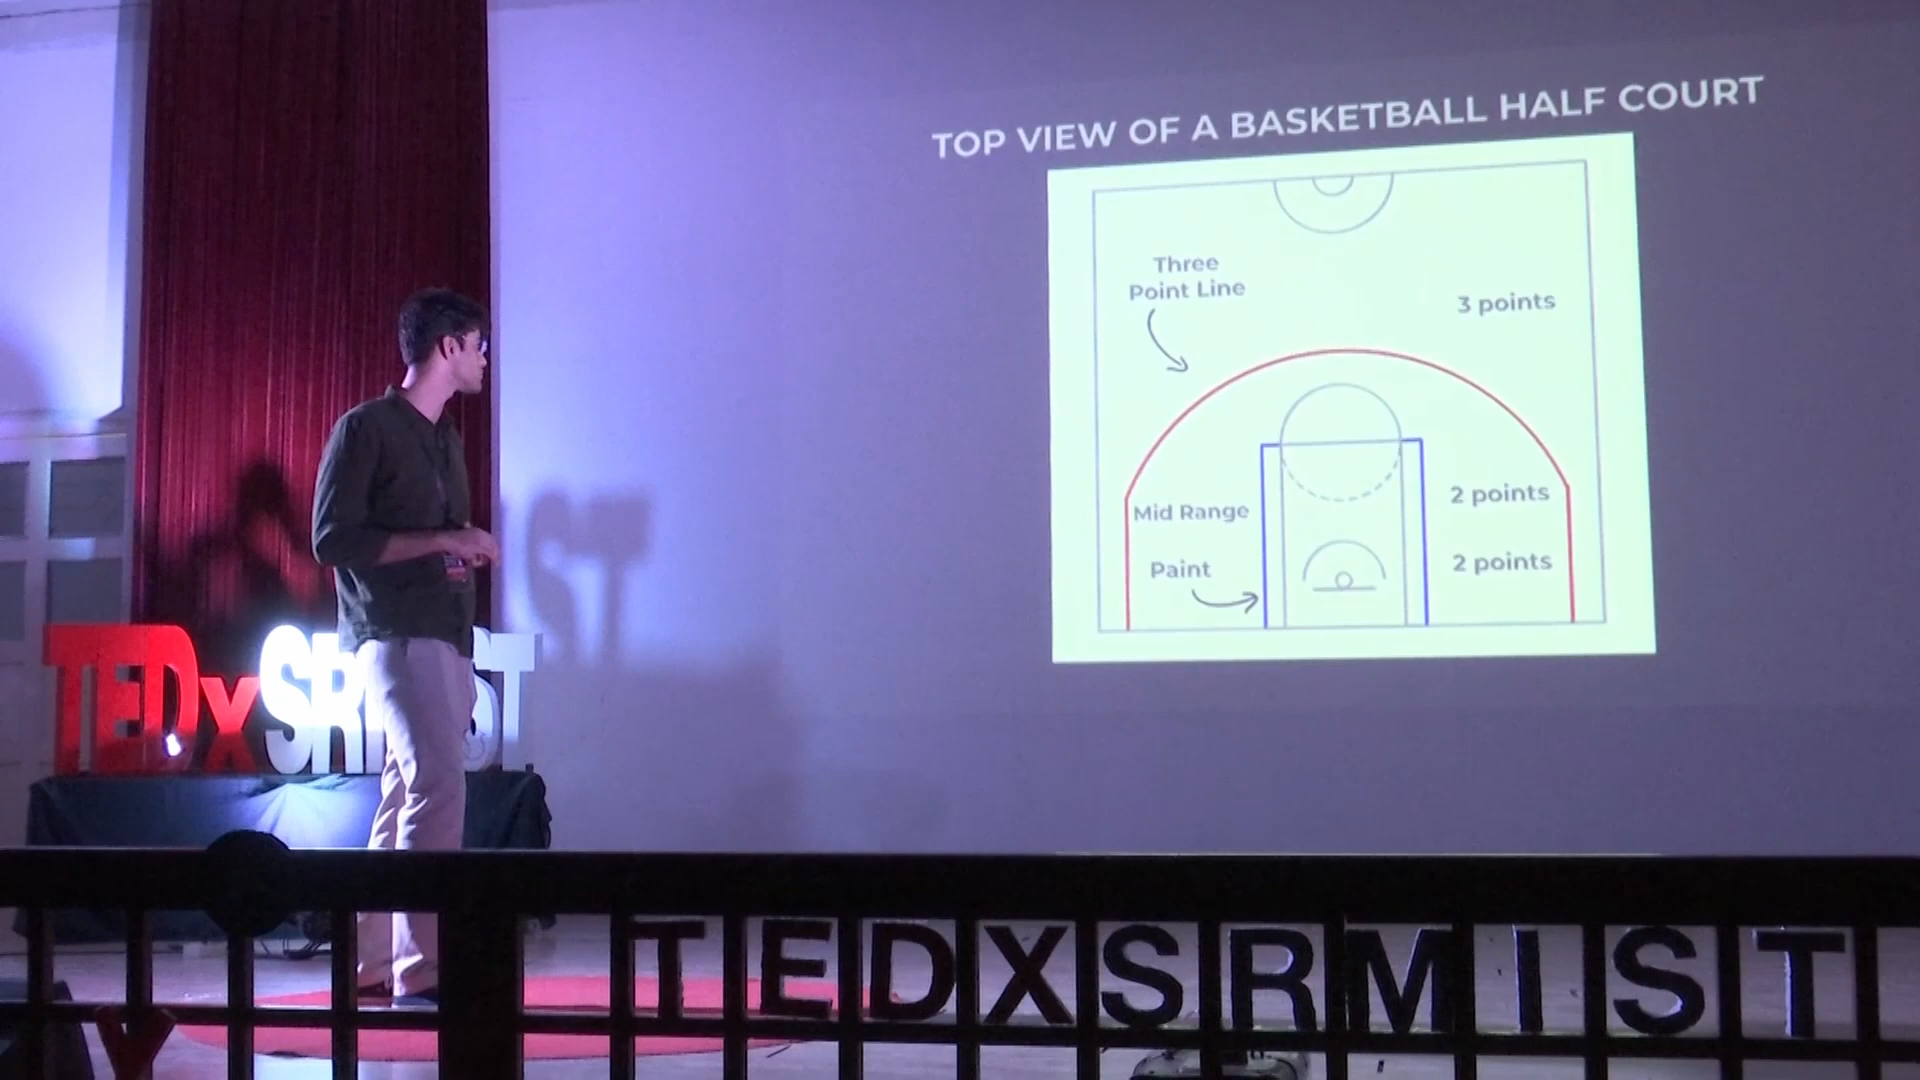 TOP VIEW OF A BASKETBALL HALF COURT
Three
Point Line
3 points
Mid Range
2 points
Paint
2 points
TEDxSRMIST
TEDXSRMIST